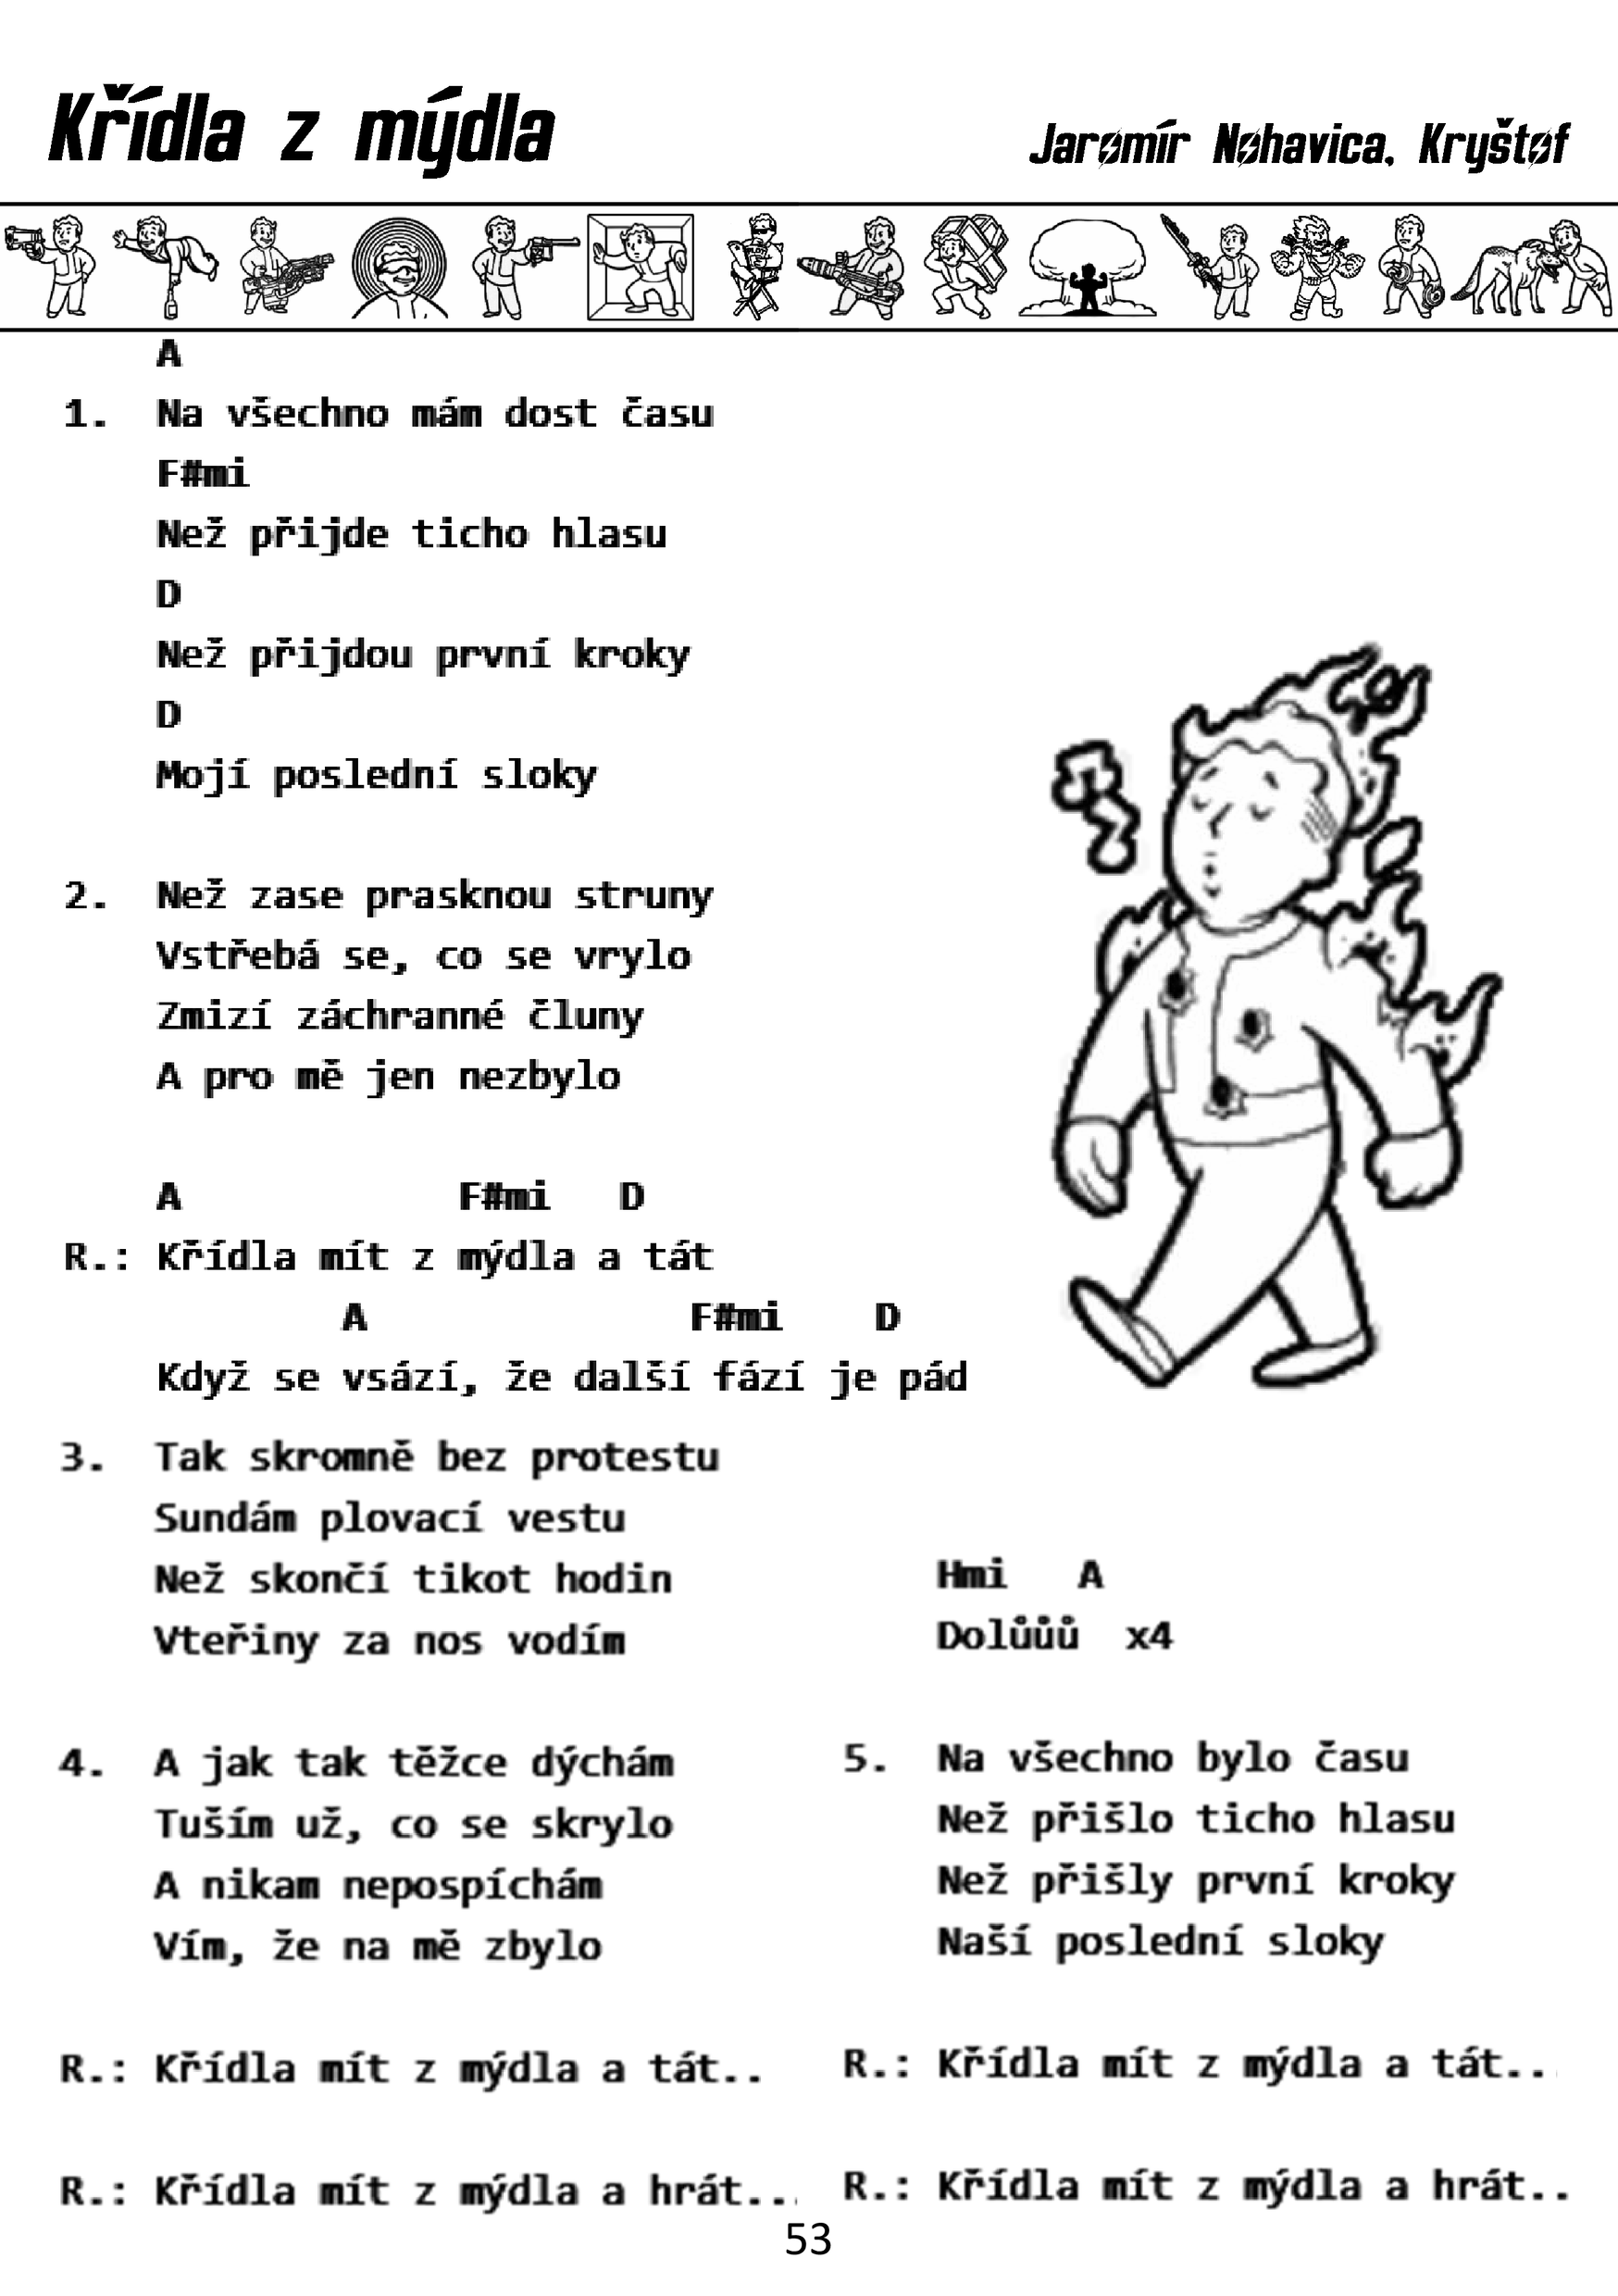 Křídla z mýdla
Jaromír Nohavica, Kryštof
A
1. Na všechno mám dost času
F#mi
Než přijde ticho hlasu
D
Než přijdou první kroky
D
Mojí poslední sloky
2. Než zase prasknou struny
Vstřebá se, co se vrylo
Zmizí záchranné čluny
A pro mě jen nezbylo
A F#mi D
R.: Křídla mít z mýdla a tát
A F#mi D
Když se vsází, že další fází je pád
3. Tak skromně bez protestu
Sundám plovací vestu
Než skončí tikot hodin
Vteřiny za nos vodím
4. A jak tak těžce dýchám
Tuším už, co se skrylo
A nikam nepospíchám
Vím, že na mě zbylo
R.: Křídla mít z mýdla a tát..
R.: Křídla mít z mýdla a hrát...
Hmi A
Dolůůů x4
5. Na všechno bylo času
Než přišlo ticho hlasu
Než přišly první kroky
Naší poslední sloky
R.: Křídla mít z mýdla a tát...
R.: Křídla mít z mýdla a hrát..
53